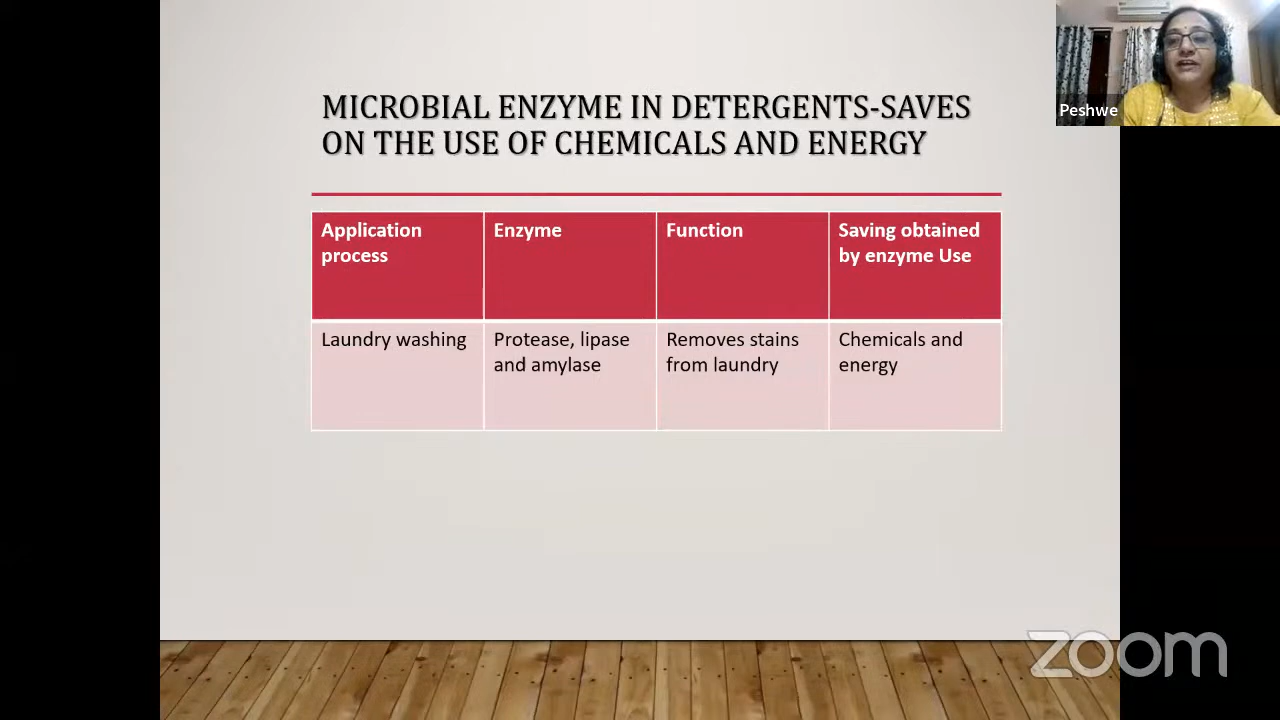 MICROBIAL ENZYME IN DETERGENTS-SAVES
ON THE USE OF CHEMICALS AND ENERGY
Application
process
Enzyme
Function
Saving obtained
by enzyme Use
Laundry washing
Protease, lipase
and amylase
Removes stains
from laundry
Chemicals and
energy
Peshwe
zoom